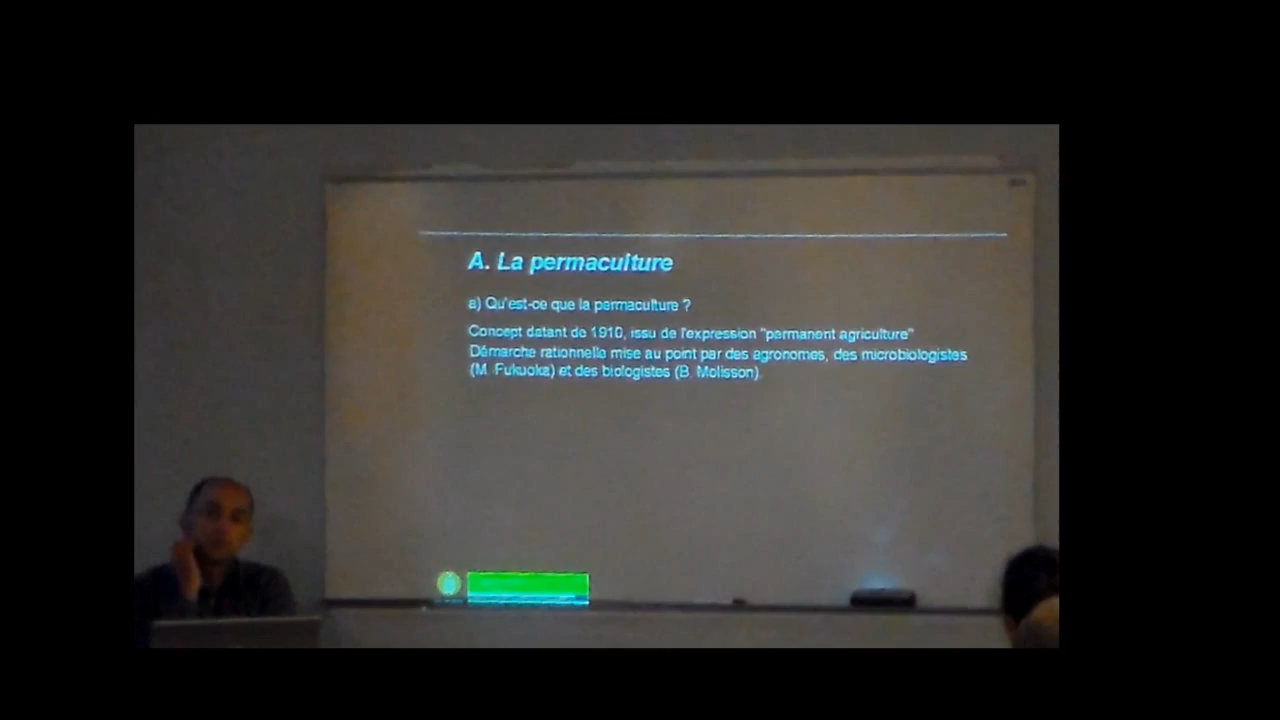 A. La permaculture
a) Qu'est-ce que la permaculture ?
Concept datant de 1910, issu de l'expression "permanent agriculture"
Démarche rationnelle mise au point par des agronomes, des microbiologistes
(M. Fukuoka) et des biologistes (B. Molisson).